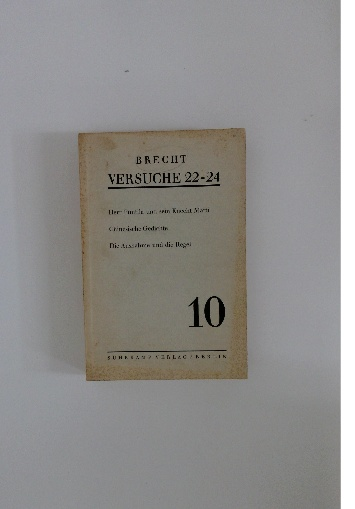 BRECHT
VERSUCHE 22-24
Herr Puntila und sein Knecht Matti
Chinesische Gedichte
Die Ausnahme und die Regel
10
SUHRKAMP VERLAG BERLIN